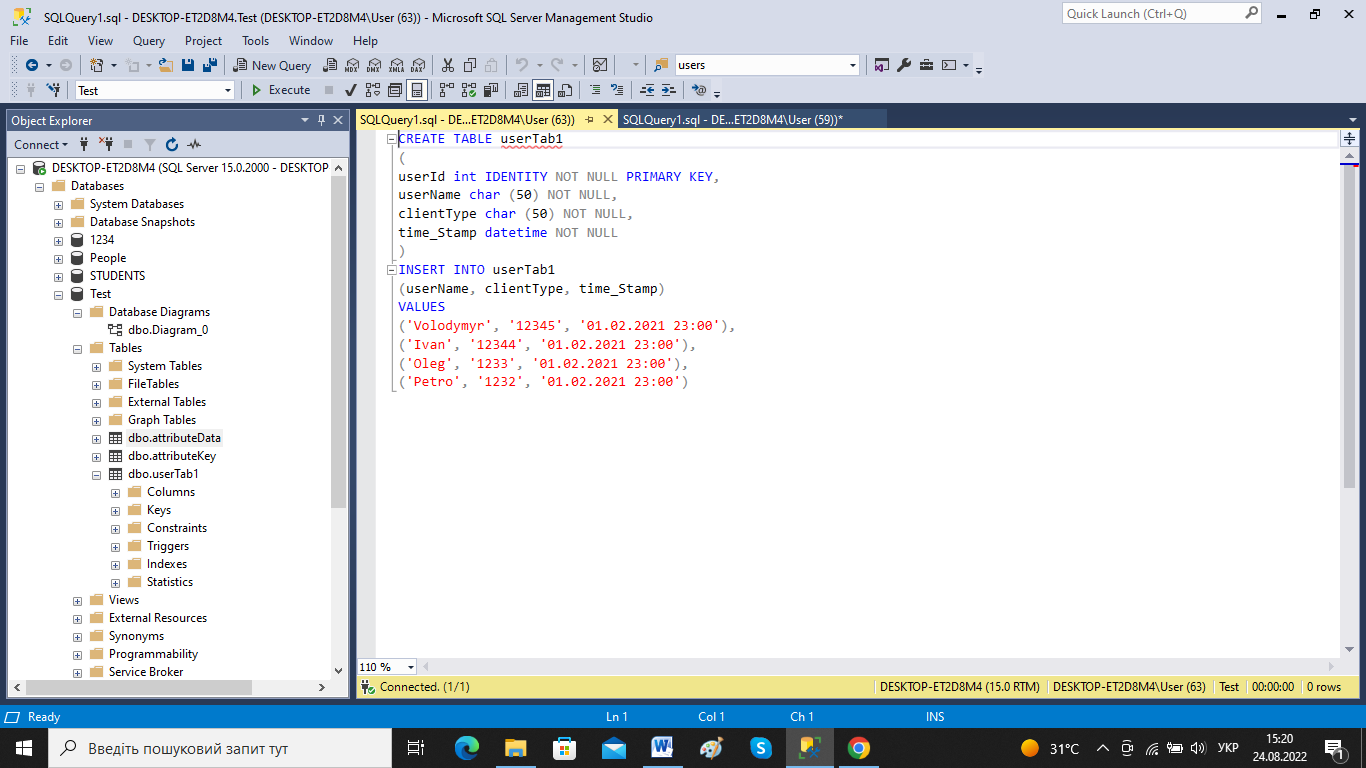 SQLQuery1.sql - DESKTOP-ET2D8M4.Test (DESKTOP-ET2D8M4\User (63)) - Microsoft SQL Server Management Studio
Quick Launch (Ctrl+Q)
File Edit View Query Project Tools Window Help
New Query
MDX DMX XMLA DAX
users
Test
Execute
Object Explorer
SQLQuery1.sql - DE...ET2D8M4\User (63))
SQLQuery1.sql - DE...ET2D8M4\User (59))*
Connect
DESKTOP-ET2D8M4 (SQL Server 15.0.2000 - DESKTOP
Databases
System Databases
Database Snapshots
1234
People
STUDENTS
Test
Database Diagrams
dbo.Diagram_0
Tables
System Tables
FileTables
External Tables
Graph Tables
dbo.attributeData
dbo.attributeKey
dbo.userTab1
Columns
Keys
Constraints
Triggers
Indexes
Statistics
Views
External Resources
Synonyms
Programmability
Service Broker
CREATE TABLE userTab1
(
userId int IDENTITY NOT NULL PRIMARY KEY,
userName char (50) NOT NULL,
clientType char (50) NOT NULL,
time_Stamp datetime NOT NULL
)
INSERT INTO userTab1
(userName, clientType, time_Stamp)
VALUES
('Volodymyr', '12345', '01.02.2021 23:00'),
('Ivan', '12344', '01.02.2021 23:00'),
('Oleg', '1233', '01.02.2021 23:00'),
('Petro', '1232', '01.02.2021 23:00')
110 %
Connected. (1/1)
DESKTOP-ET2D8M4 (15.0 RTM) DESKTOP-ET2D8M4\User (63) Test 00:00:00 0 rows
Ready Ln 1 Col 1 Ch 1 INS
Введіть пошуковий запит тут
31°C
УКР
15:20
24.08.2022
1